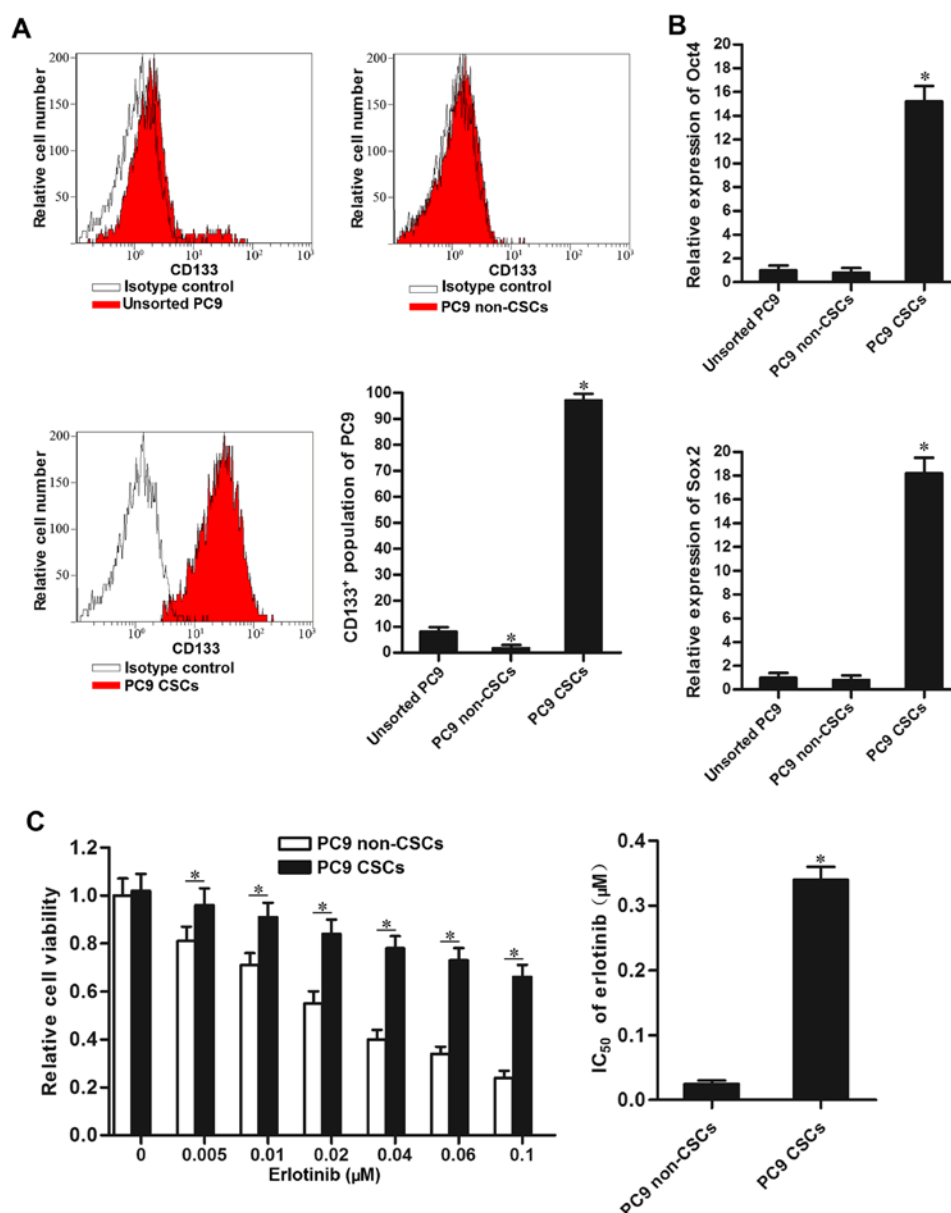 A
Relative cell number
200
150
100
50
10⁰ 10¹ 10² 10³
CD133
Isotype control
Unsorted PC9
Relative cell number
200
150
100
50
10⁰ 10¹ 10² 10³
CD133
Isotype control
PC9 non-CSCs
B
Relative expression of Oct4
20
18
16
14
12
10
8
6
4
2
0
*
Unsorted PC9
PC9 non-CSCs
PC9 CSCs
Relative cell number
200
150
100
50
10⁰ 10¹ 10² 10³
CD133
Isotype control
PC9 CSCs
CD133⁺ population of PC9
100
90
80
70
60
50
40
30
20
10
0
*
*
Unsorted PC9
PC9 non-CSCs
PC9 CSCs
Relative expression of Sox2
20
18
16
14
12
10
8
6
4
2
0
*
Unsorted PC9
PC9 non-CSCs
PC9 CSCs
C
Relative cell viability
1.2
1.0
0.8
0.6
0.4
0.2
0.0
PC9 non-CSCs
PC9 CSCs
* * * * * *
0 0.005 0.01 0.02 0.04 0.06 0.1
Erlotinib (μM)
IC₅₀ of erlotinib (μM)
0.4
0.3
0.2
0.1
0.0
*
PC9 non-CSCs
PC9 CSCs